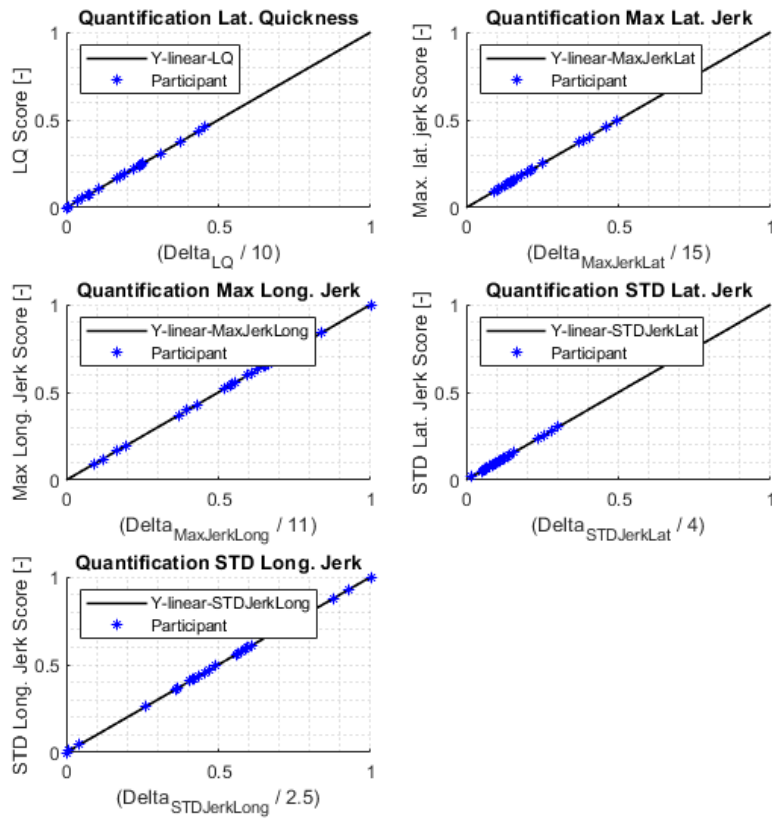 Quantification Lat. Quickness
LQ Score [-]
1
0.5
0
Y-linear-LQ
Participant
0
0.5
1
(Delta_LQ / 10)
Quantification Max Lat. Jerk
Max. lat. jerk Score [-]
1
0.5
0
Y-linear-MaxJerkLat
Participant
0
0.5
1
(Delta_MaxJerkLat / 15)
Quantification Max Long. Jerk
Max Long. Jerk Score [-]
1
0.5
0
Y-linear-MaxJerkLong
Participant
0
0.5
1
(Delta_MaxJerkLong / 11)
Quantification STD Lat. Jerk
STD Lat. Jerk Score [-]
1
0.5
0
Y-linear-STDJerkLat
Participant
0
0.5
1
(Delta_STDJerkLat / 4)
Quantification STD Long. Jerk
STD Long. Jerk Score [-]
1
0.5
0
Y-linear-STDJerkLong
Participant
0
0.5
1
(Delta_STDJerkLong / 2.5)